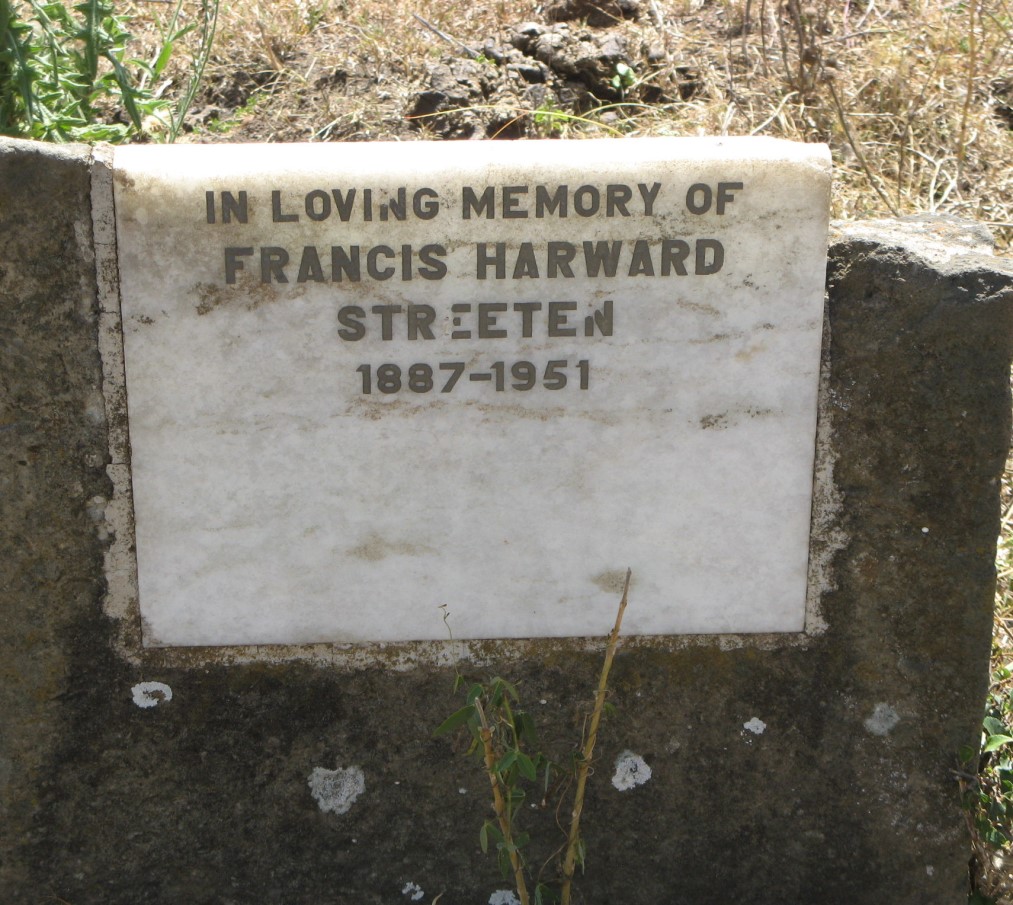 IN LOVING MEMORY OF
FRANCIS HARWARD
STREETEN
1887-1951